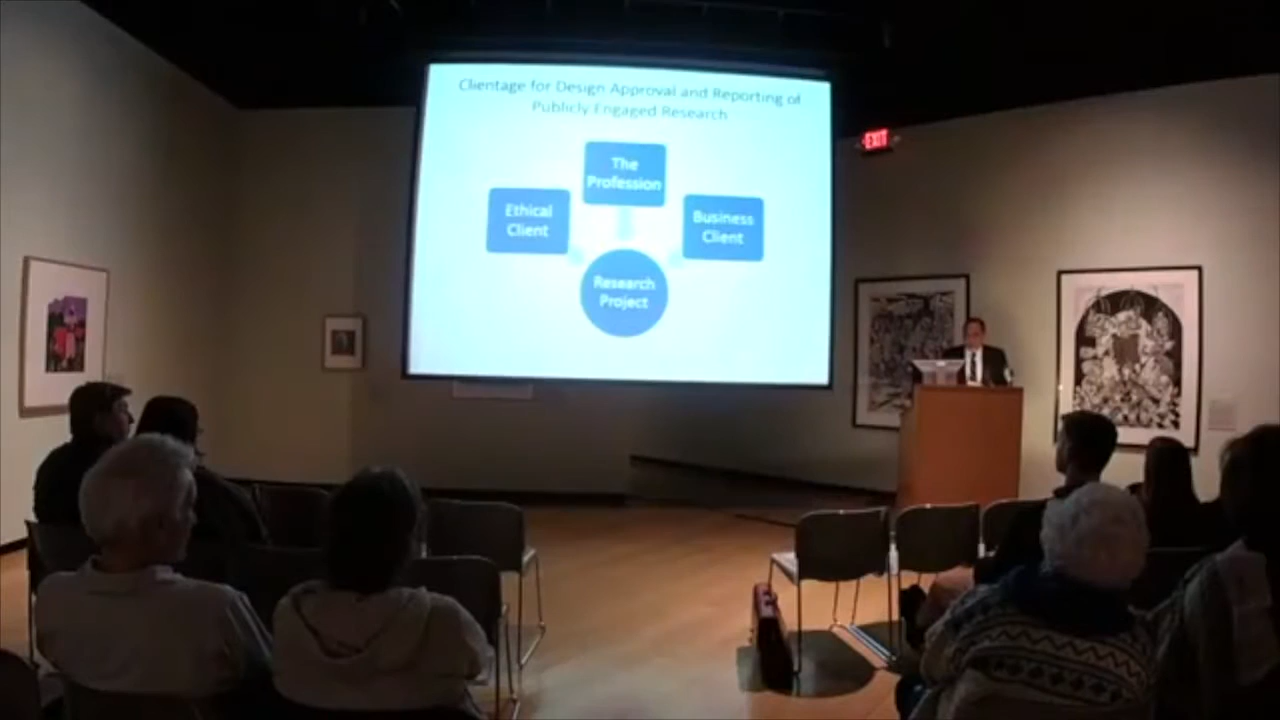 Clientage for Design Approval and Reporting of
Publicly Engaged Research
The
Profession
Ethical
Client
Business
Client
Research
Project
EXIT